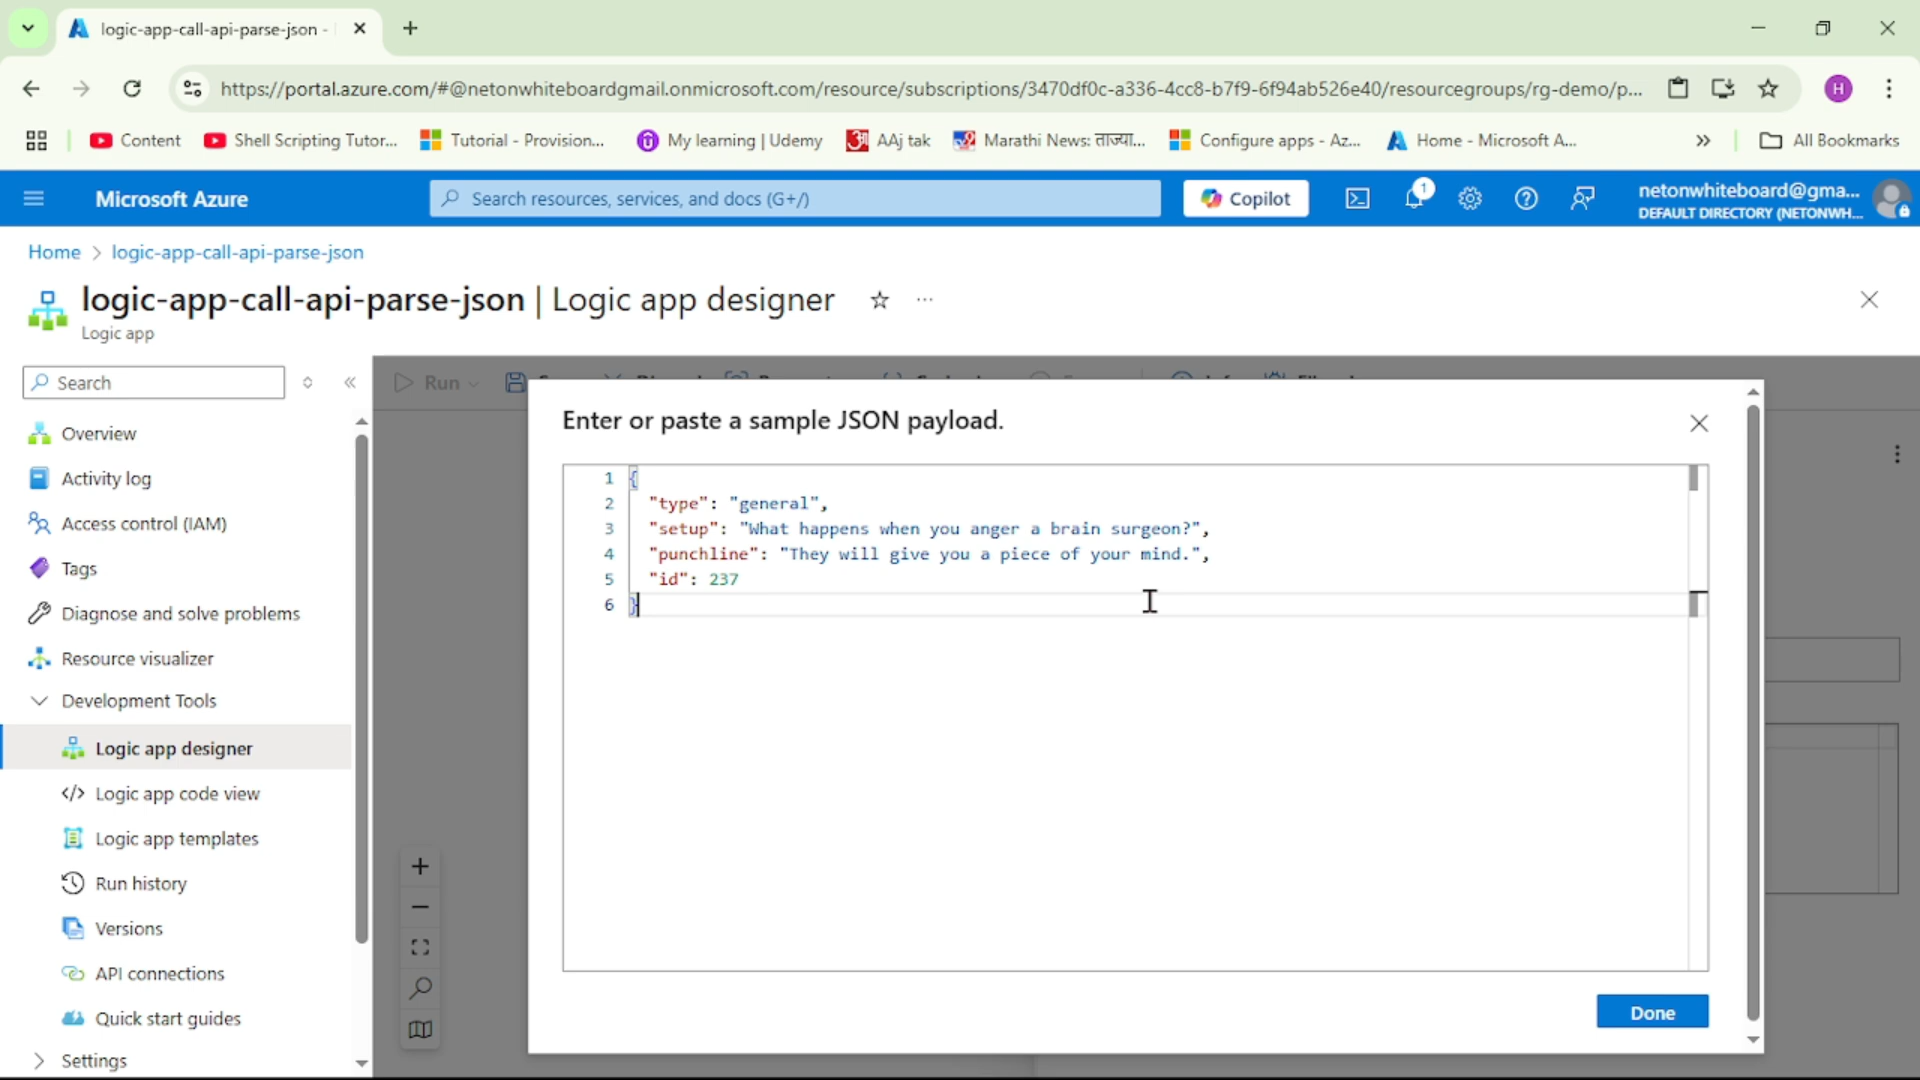 logic-app-call-api-parse-json -
https://portal.azure.com/#@netonwhiteboardgmail.onmicrosoft.com/resource/subscriptions/3470df0c-a336-4cc8-b7f9-6f94ab526e40/resourcegroups/rg-demo/p...
H
Content
Shell Scripting Tutor...
Tutorial - Provision...
My learning | Udemy
AAj tak
Marathi News: ताज्या...
Configure apps - Az...
Home - Microsoft A...
All Bookmarks
Microsoft Azure
Search resources, services, and docs (G+/)
Copilot
1
netonwhiteboard@gma...
DEFAULT DIRECTORY (NETONWH...
Home > logic-app-call-api-parse-json
logic-app-call-api-parse-json | Logic app designer
Logic app
Search
Run
Overview
Activity log
Access control (IAM)
Tags
Diagnose and solve problems
Resource visualizer
Development Tools
Logic app designer
Logic app code view
Logic app templates
Run history
Versions
API connections
Quick start guides
Settings
Enter or paste a sample JSON payload.
1 {
2 "type": "general",
3 "setup": "What happens when you anger a brain surgeon?",
4 "punchline": "They will give you a piece of your mind.",
5 "id": 237
6 }
Done